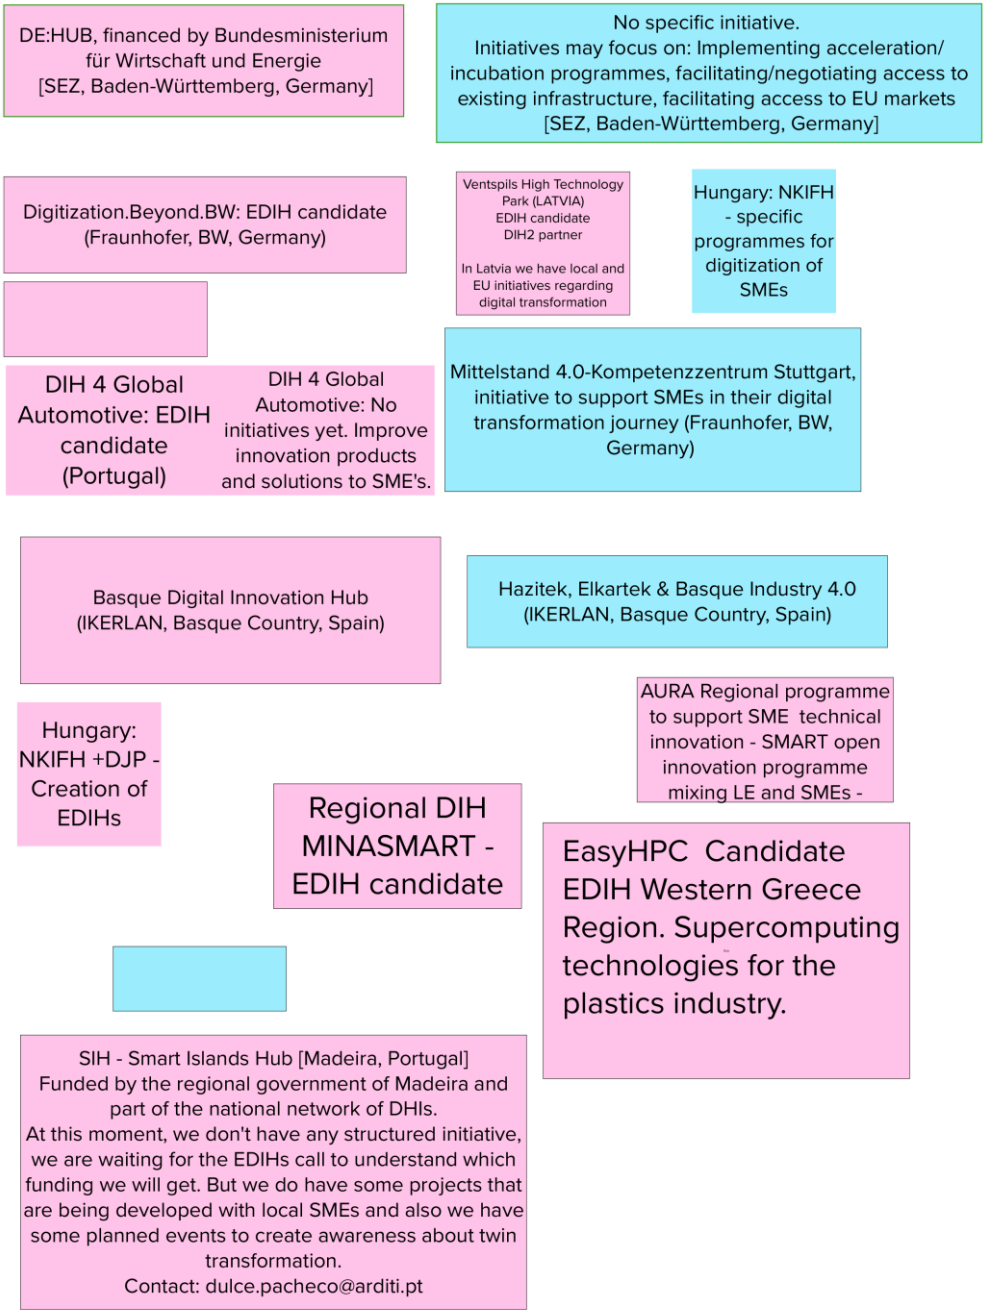 DE:HUB, financed by Bundesministerium
für Wirtschaft und Energie
[SEZ, Baden-Württemberg, Germany]
No specific initiative.
Initiatives may focus on: Implementing acceleration/
incubation programmes, facilitating/negotiating access to
existing infrastructure, facilitating access to EU markets
[SEZ, Baden-Württemberg, Germany]
Digitization.Beyond.BW: EDIH candidate
(Fraunhofer, BW, Germany)
Ventspils High Technology
Park (LATVIA)
EDIH candidate
DIH2 partner
In Latvia we have local and
EU initiatives regarding
digital transformation
Hungary: NKIFH
- specific
programmes for
digitization of
SMEs
DIH 4 Global
Automotive: EDIH
candidate
(Portugal)
DIH 4 Global
Automotive: No
initiatives yet. Improve
innovation products
and solutions to SME's.
Mittelstand 4.0-Kompetenzzentrum Stuttgart,
initiative to support SMEs in their digital
transformation journey (Fraunhofer, BW,
Germany)
Basque Digital Innovation Hub
(IKERLAN, Basque Country, Spain)
Hazitek, Elkartek & Basque Industry 4.0
(IKERLAN, Basque Country, Spain)
Hungary:
NKIFH +DJP -
Creation of
EDIHs
AURA Regional programme
to support SME technical
innovation - SMART open
innovation programme
mixing LE and SMEs -
Regional DIH
MINASMART -
EDIH candidate
EasyHPC Candidate
EDIH Western Greece
Region. Supercomputing
technologies for the
plastics industry.
SIH - Smart Islands Hub [Madeira, Portugal]
Funded by the regional government of Madeira and
part of the national network of DHIs.
At this moment, we don't have any structured initiative,
we are waiting for the EDIHs call to understand which
funding we will get. But we do have some projects that
are being developed with local SMEs and also we have
some planned events to create awareness about twin
transformation.
Contact: dulce.pacheco@arditi.pt